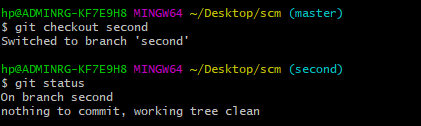 hp@ADMINRG-KF7E9H8 MINGW64 ~/Desktop/scm (master)
$ git checkout second
Switched to branch 'second'
hp@ADMINRG-KF7E9H8 MINGW64 ~/Desktop/scm (second)
$ git status
On branch second
nothing to commit, working tree clean